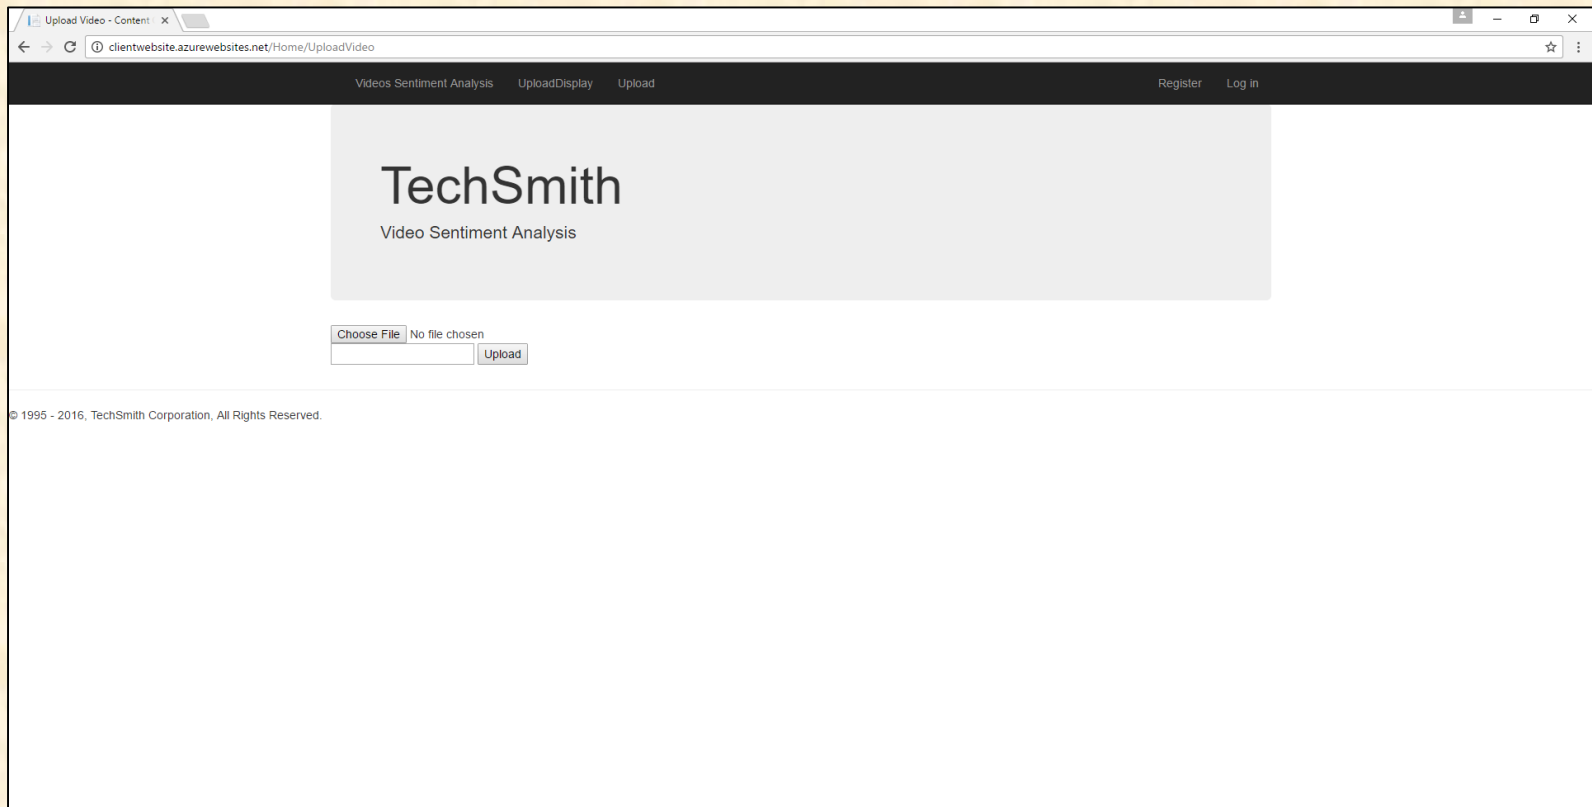 Upload Video - Content
clientwebsite.azurewebsites.net/Home/UploadVideo
Videos Sentiment Analysis UploadDisplay Upload Register Log in
TechSmith
Video Sentiment Analysis
Choose File No file chosen
Upload
© 1995 - 2016, TechSmith Corporation, All Rights Reserved.